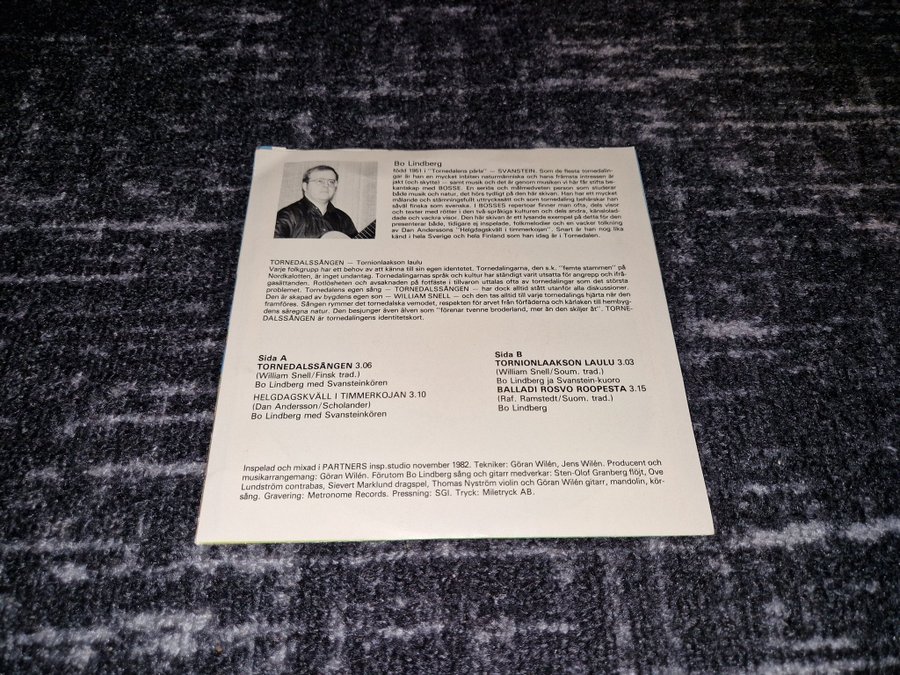 Bo Lindberg
född 1951 i "Tornedalens pärla" — SVANSTEIN. Som de flesta tornedalin-
gar är han en mycket inbiten naturmänniska och hans främsta intressen är
jakt (och skytte) — samt musik och det är genom musiken vi här får stifta be-
kantskap med BOSSE. En seriös och målmedveten person som studerar
både musik och natur, det hörs tydligt på den här skivan. Han har ett mycket
målande och stämningsfullt uttryckssätt och som tornedaling behärskar han
såväl finska som svenska. I BOSSES repertoar finner man ofta, dels visor
och texter med rötter i den två språkiga kulturen och dels andra, känslolad-
dade och vackra visor. Den här skivan är ett lysande exempel på detta för den
presenterar både, tidigare ej inspelade, folkmelodier och en vacker tolkning
av Dan Anderssons "Helgdagskväll i timmerkojan". Snart är han nog lika
känd i hela Sverige och hela Finland som han idag är i Tornedalen.
TORNEDALSSÅNGEN — Tornionlaakson laulu
Varje folkgrupp har ett behov av att känna till sin egen identetet. Tornedalingarna, den s.k. "femte stammen" på
Nordkalotten, är inget undantag. Tornedalingarnas språk och kultur har ständigt varit utsatta för angrepp och ifrå-
gasättanden. Rotlösheten och avsaknaden på fotfäste i tillvaron uttalas ofta av tornedalingar som det största
problemet. Tornedalens egen sång — TORNEDALSSÅNGEN — har dock alltid stått utanför alla diskussioner.
Den är skapad av bygdens egen son — WILLIAM SNELL — och den tas alltid till varje tornedalings hjärta när den
framföres. Sången rymmer det tornedalska vemodet, respekten för arvet från förfäderna och kärleken till hembyg-
dens säregna natur. Den besjunger även älven som "förenar tvenne broderland, mer än den skiljer åt". TORNE-
DALSSÅNGEN är tornedalingens identitetskort.
Sida A
TORNEDALSSÅNGEN 3.06
(William Snell/Finsk trad.)
Bo Lindberg med Svansteinkören
HELGDAGSKVÄLL I TIMMERKOJAN 3.10
(Dan Andersson/Scholander)
Bo Lindberg med Svansteinkören
Side B
TORNIONLAAKSON LAULU 3.03
(William Snell/Soum. trad.)
Bo Lindberg ja Svanstein-kuoro
BALLADI ROSVO ROOPESTA 3.15
(Raf. Ramstedt/Suom. trad.)
Bo Lindberg
Inspelad och mixad i PARTNERS insp.studio november 1982. Tekniker: Göran Wilén, Jens Wilén. Producent och
musikarrangemang: Göran Wilén. Förutom Bo Lindberg sång och gitarr medverkar: Sten-Olof Granberg flöjt, Ove
Lundström contrabas, Sievert Marklund dragspel, Thomas Nyström violin och Göran Wilén gitarr, mandolin, kör-
sång. Gravering: Metronome Records. Pressning: SGI. Tryck: Miletryck AB.